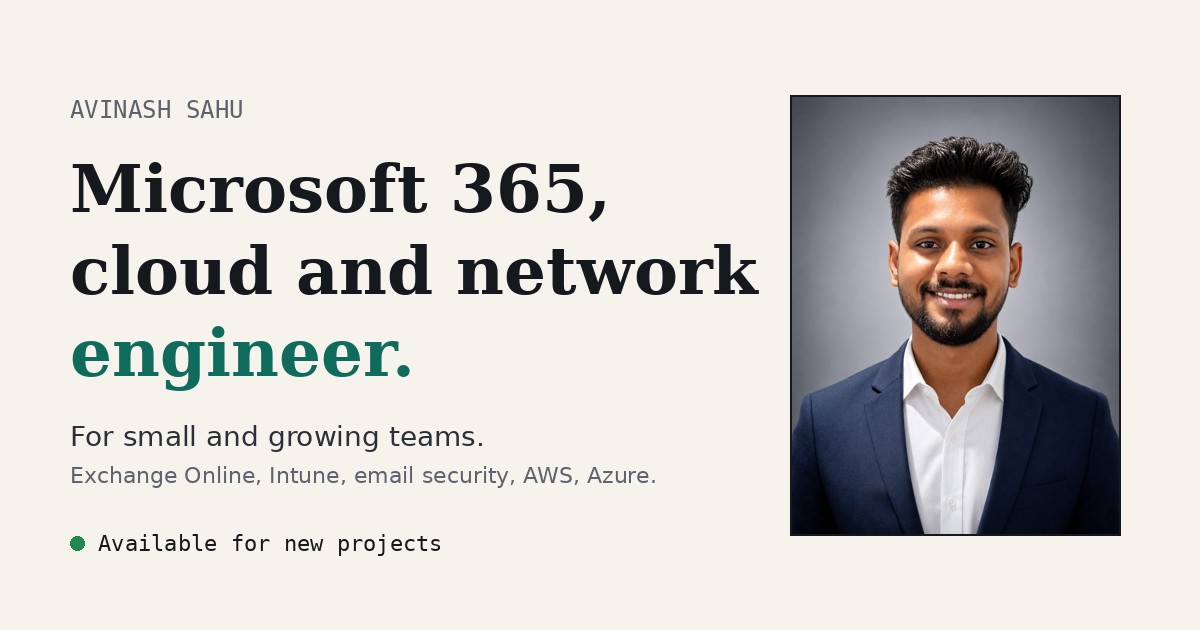 AVINASH SAHU
Microsoft 365,
cloud and network
engineer.
For small and growing teams.
Exchange Online, Intune, email security, AWS, Azure.
Available for new projects